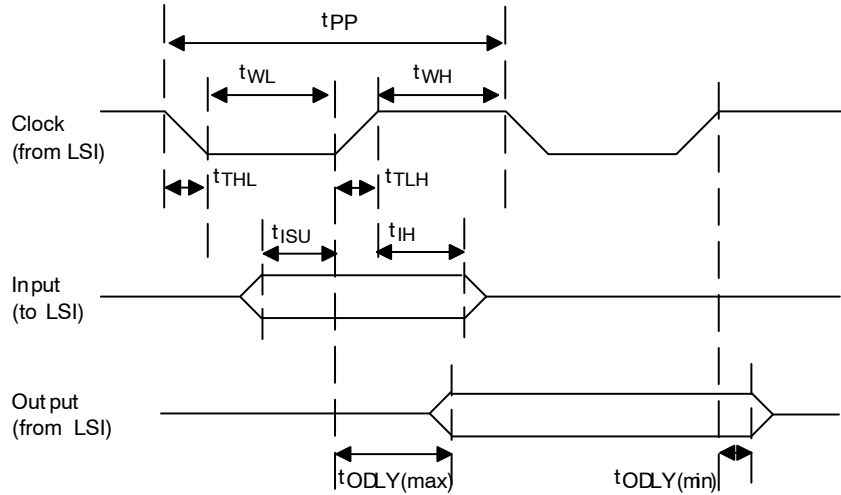 tPP
tWL
tWH
Clock
(from LSI)
tTHL
tTLH
tISU
tIH
Input
(to LSI)
Output
(from LSI)
tODLY(max)
tODLY(min)